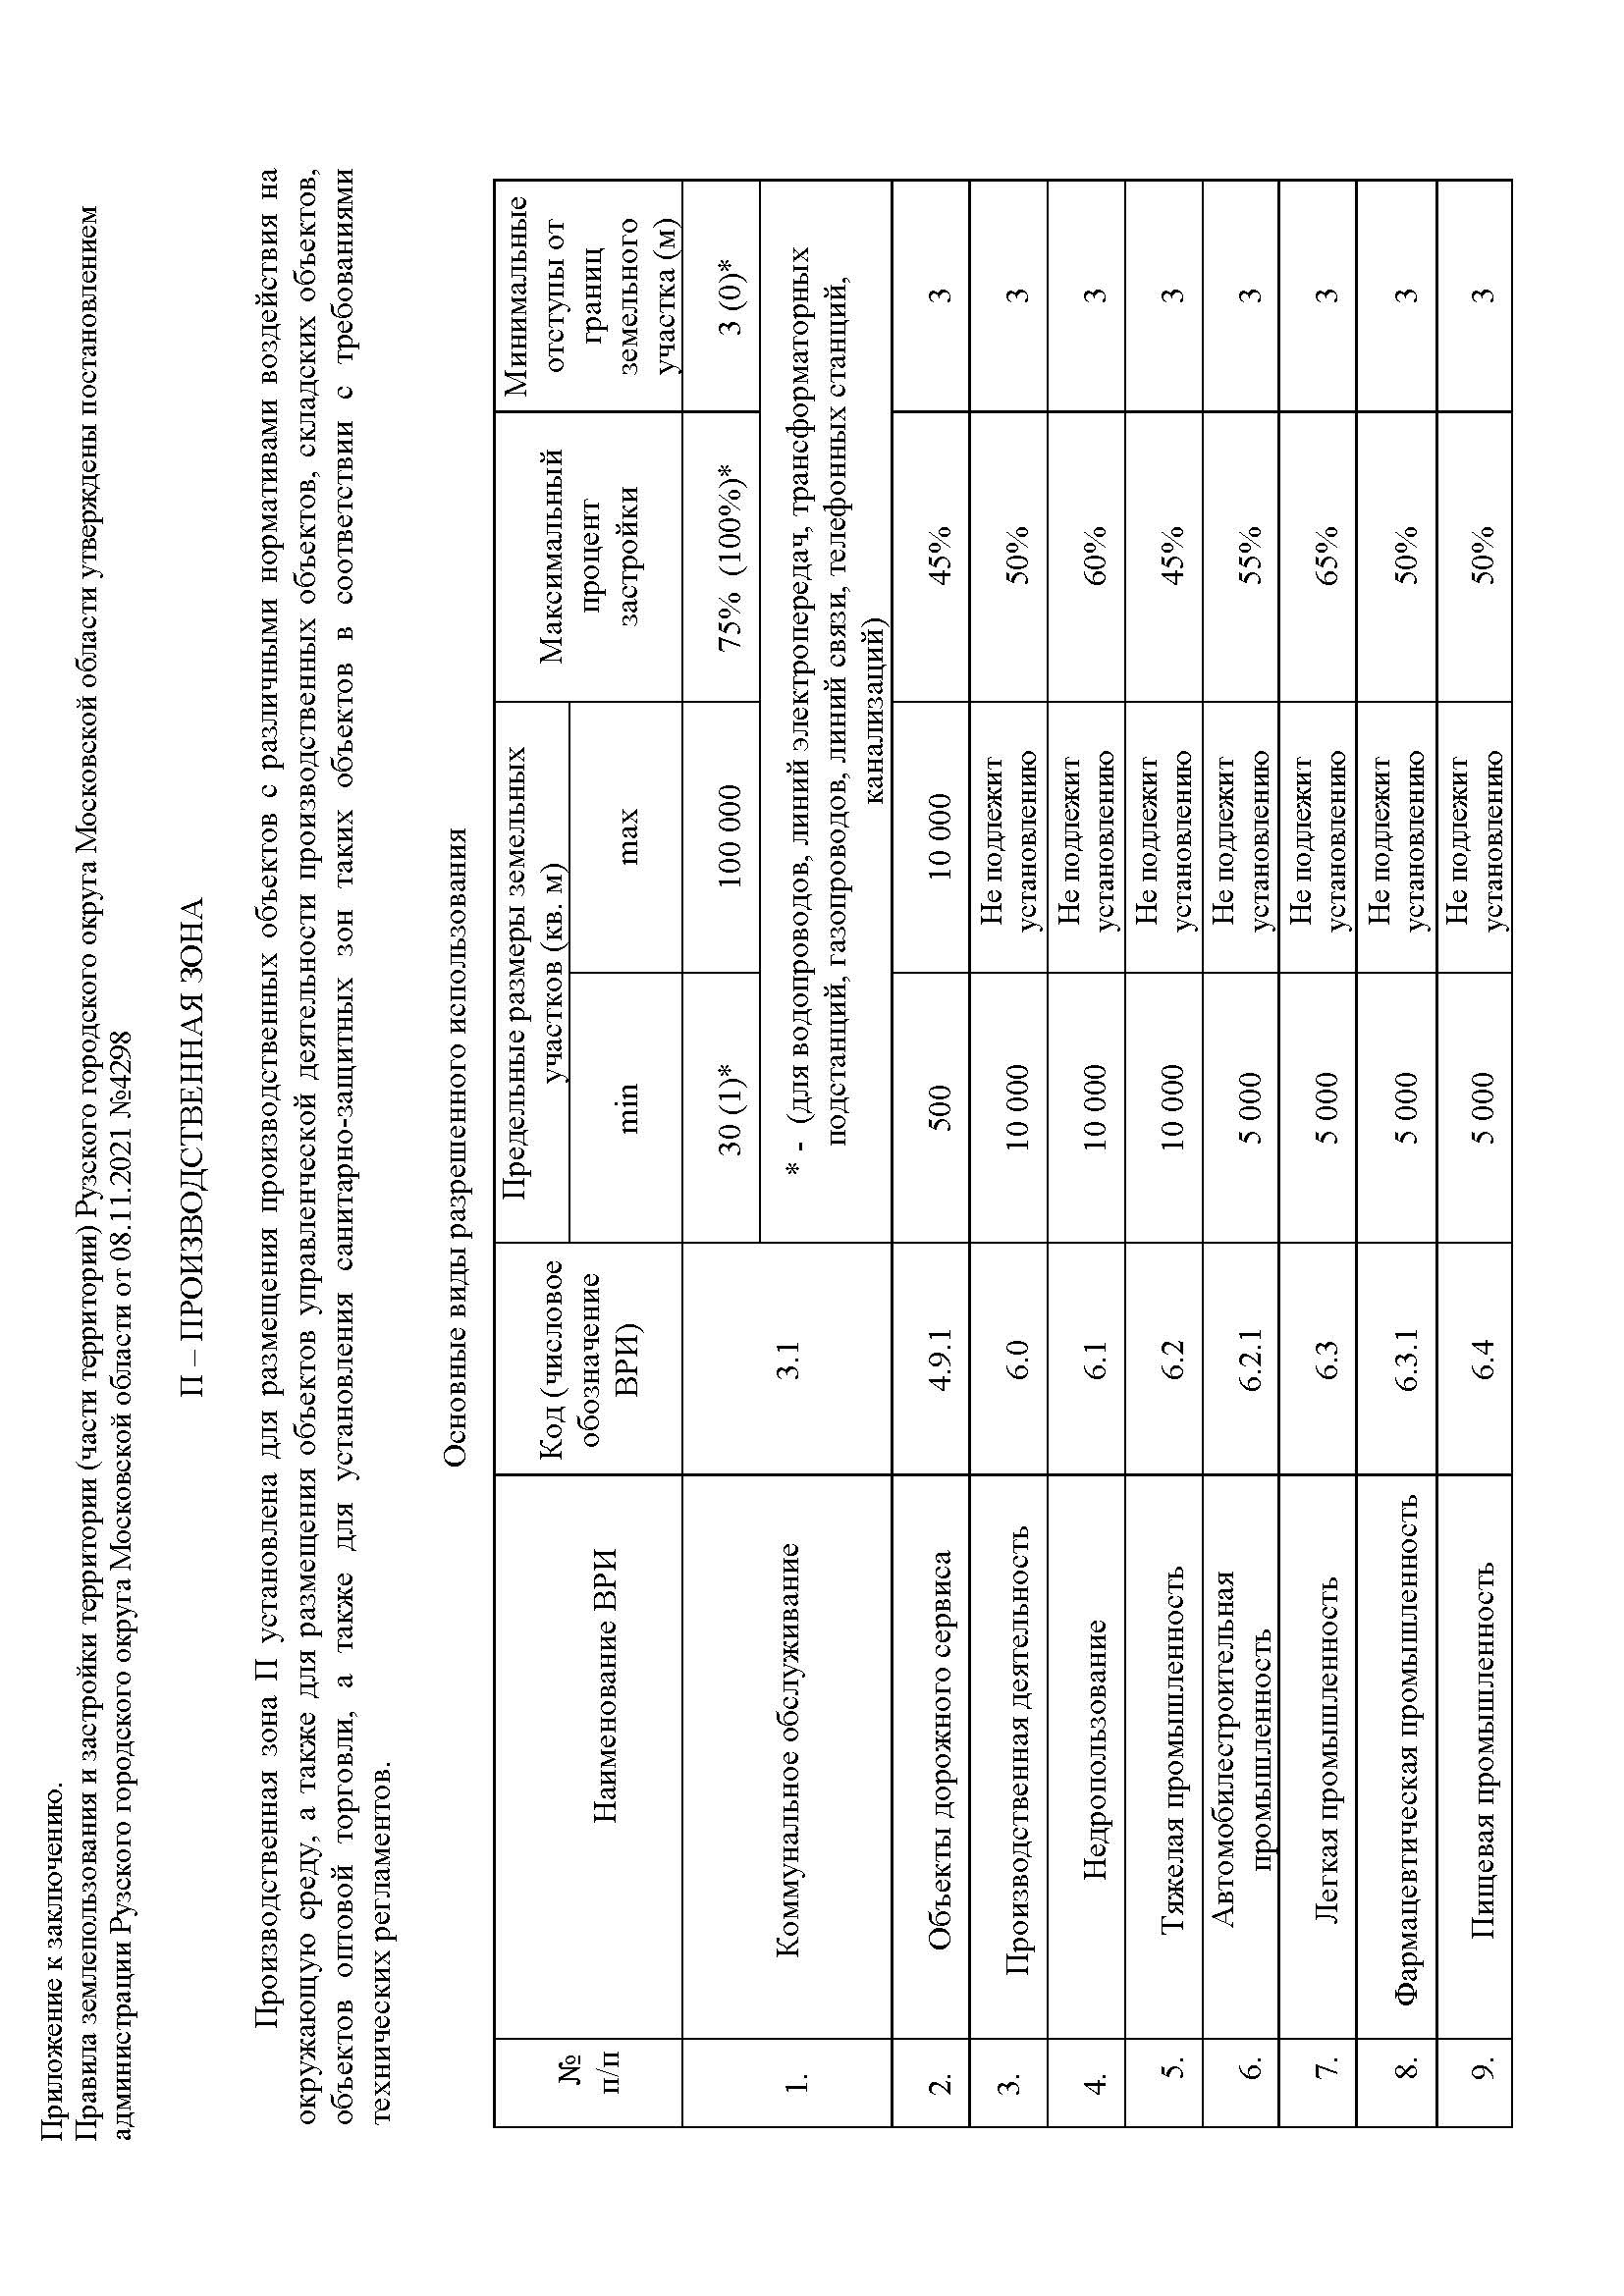 Приложение к заключению.
Правила землепользования и застройки территории (части территории) Рузского городского округа Московской области утверждены постановлением
администрации Рузского городского округа Московской области от 08.11.2021 №4298
П – ПРОИЗВОДСТВЕННАЯ ЗОНА
Производственная зона П установлена для размещения производственных объектов с различными нормативами воздействия на
окружающую среду, а также для размещения объектов управленческой деятельности производственных объектов, складских объектов,
объектов оптовой торговли, а также для установления санитарно-защитных зон таких объектов в соответствии с требованиями
технических регламентов.
Основные виды разрешенного использования
№ п/п Наименование ВРИ Код (числовое обозначение ВРИ) Предельные размеры земельных участков (кв. м) Максимальный процент застройки Минимальные отступы от границ земельного участка (м)
min max
1. Коммунальное обслуживание 3.1 30 (1)* 100 000 75% (100%)* 3 (0)*
* - (для водопроводов, линий электропередач, трансформаторных
подстанций, газопроводов, линий связи, телефонных станций,
канализаций)
2. Объекты дорожного сервиса 4.9.1 500 10 000 45% 3
3. Производственная деятельность 6.0 10 000 Не подлежит установлению 50% 3
4. Недропользование 6.1 10 000 Не подлежит установлению 60% 3
5. Тяжелая промышленность 6.2 10 000 Не подлежит установлению 45% 3
6. Автомобилестроительная промышленность 6.2.1 5 000 Не подлежит установлению 55% 3
7. Легкая промышленность 6.3 5 000 Не подлежит установлению 65% 3
8. Фармацевтическая промышленность 6.3.1 5 000 Не подлежит установлению 50% 3
9. Пищевая промышленность 6.4 5 000 Не подлежит установлению 50% 3